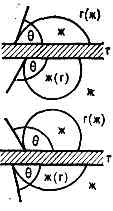 г(ж)
θ ж
т
θ
ж(г) ж
г(ж)
θ ж
т
θ ж(г)
ж